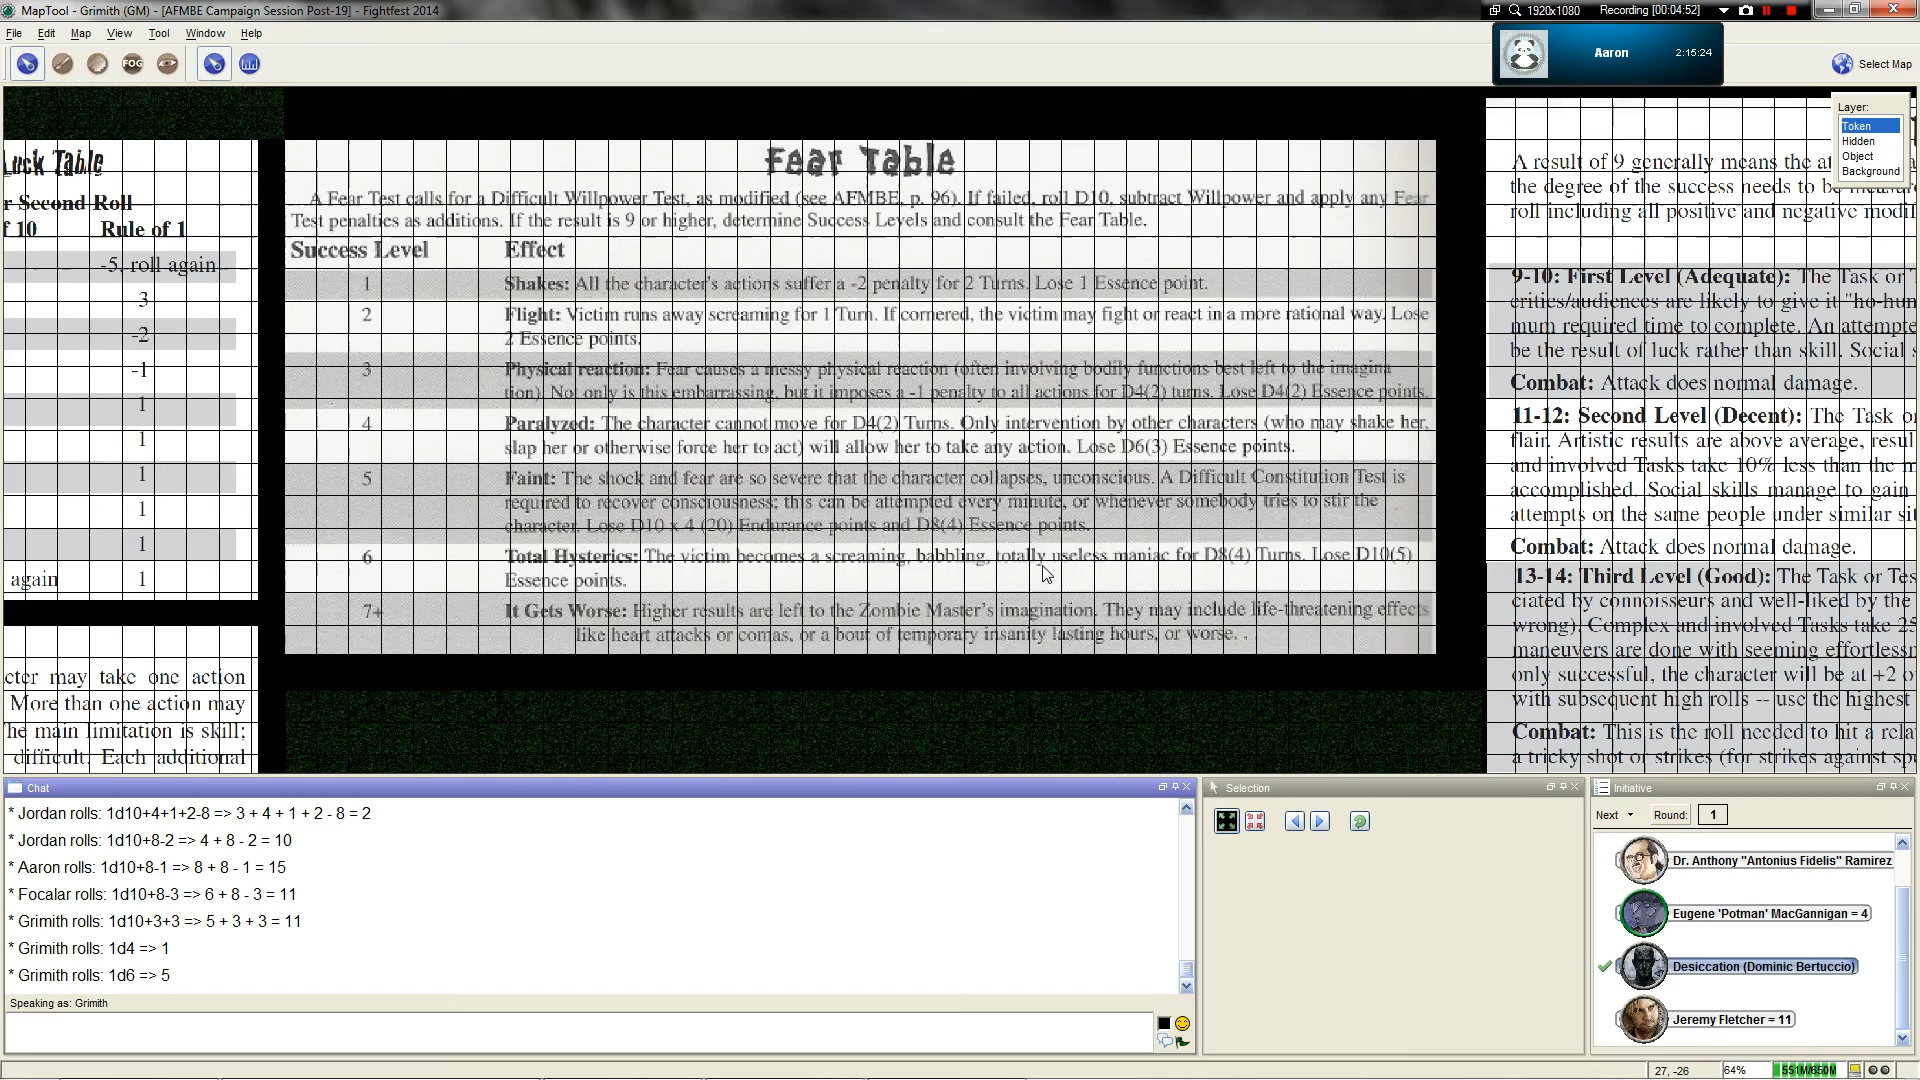 MapTool - Grimith (GM) - [AFMBE Campaign Session Post-19] - Fightfest 2014
1920x1080
Recording [00:04:52]
File Edit Map View Tool Window Help
Aaron
2:15:24
FOG
Select Map
Layer:
Token
Hidden
Object
Background
Luck Table
r Second Roll
f 10 Rule of 1
-5, roll again
3
-2
-1
1
1
1
1
1
again 1
cter may take one action
More than one action may
he main limitation is skill;
difficult. Each additional
Fear Table
A Fear Test calls for a Difficult Willpower Test, as modified (see AFMBE, p. 96). If failed, roll D10, subtract Willpower and apply any Fear
Test penalties as additions. If the result is 9 or higher, determine Success Levels and consult the Fear Table.
Success Level Effect
1 Shakes: All the character's actions suffer a -2 penalty for 2 Turns. Lose 1 Essence point.
2 Flight: Victim runs away screaming for 1 Turn. If cornered, the victim may fight or react in a more rational way. Lose
2 Essence points.
3 Physical reaction: Fear causes a messy physical reaction (often involving bodily functions best left to the imagina
tion). Not only is this embarrassing, but it imposes a -1 penalty to all actions for D4(2) turns. Lose D4(2) Essence points.
4 Paralyzed: The character cannot move for D4(2) Turns. Only intervention by other characters (who may shake her,
slap her or otherwise force her to act) will allow her to take any action. Lose D6(3) Essence points.
5 Faint: The shock and fear are so severe that the character collapses, unconscious. A Difficult Constitution Test is
required to recover consciousness; this can be attempted every minute, or whenever somebody tries to stir the
character. Lose D10 x 4 (20) Endurance points and D8(4) Essence points.
6 Total Hysterics: The victim becomes a screaming, babbling, totally useless maniac for D8(4) Turns. Lose D10(5)
Essence points.
7+ It Gets Worse: Higher results are left to the Zombie Master's imagination. They may include life-threatening effects
like heart attacks or comas, or a bout of temporary insanity lasting hours, or worse. . .
A result of 9 generally means the at
the degree of the success needs to be
roll including all positive and negative modif
9-10: First Level (Adequate): The Task or T
critics/audiences are likely to give it "ho-hum
mum required time to complete. An attempte
be the result of luck rather than skill. Social s
Combat: Attack does normal damage.
11-12: Second Level (Decent): The Task or
flair. Artistic results are above average, resul
and involved Tasks take 10% less than the m
accomplished. Social skills manage to gain
attempts on the same people under similar sit
Combat: Attack does normal damage.
13-14: Third Level (Good): The Task or Tes
ciated by connoisseurs and well-liked by the
wrong). Complex and involved Tasks take 25
maneuvers are done with seeming effortlessn
only successful, the character will be at +2 o
with subsequent high rolls -- use the highest
Combat: This is the roll needed to hit a rela
a tricky shot or strikes (for strikes against spe
Chat
* Jordan rolls: 1d10+4+1+2-8 => 3 + 4 + 1 + 2 - 8 = 2
* Jordan rolls: 1d10+8-2 => 4 + 8 - 2 = 10
* Aaron rolls: 1d10+8-1 => 8 + 8 - 1 = 15
* Focalar rolls: 1d10+8-3 => 6 + 8 - 3 = 11
* Grimith rolls: 1d10+3+3 => 5 + 3 + 3 = 11
* Grimith rolls: 1d4 => 1
* Grimith rolls: 1d6 => 5
Speaking as: Grimith
Selection
Initiative
Next Round: 1
Dr. Anthony "Antonius Fidelis" Ramirez
Eugene 'Potman' MacGannigan = 4
Desiccation (Dominic Bertuccio)
Jeremy Fletcher = 11
27, -26
64%
551M/650M